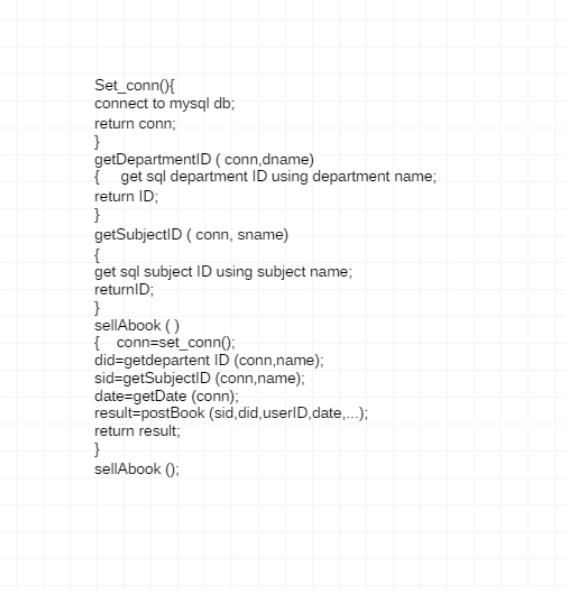 Set_conn(){
connect to mysql db;
return conn;
}
getDepartmentID ( conn,dname)
{     get sql department ID using department name;
return ID;
}
getSubjectID ( conn, sname)
{
get sql subject ID using subject name;
returnID;
}
sellAbook ( )
{    conn=set_conn();
did=getdepartent ID (conn,name);
sid=getSubjectID (conn,name);
date=getDate (conn);
result=postBook (sid,did,userID,date,...);
return result;
}
sellAbook ();